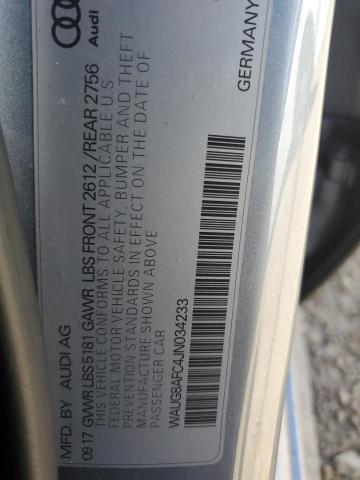 Audi
GERMANY
MFD. BY AUDI AG
09 17 GVWR LBS 5181 GAWR LBS FRONT 2612/REAR 2756
THIS VEHICLE CONFORMS TO ALL APPLICABLE U S
FEDERAL MOTOR VEHICLE SAFETY, BUMPER AND THEFT
STANDARDS IN EFFECT ON THE DATE OF
MANUFACTURE SHOWN ABOVE
PASSENGER CAR
WAUG8AFC4JN034233